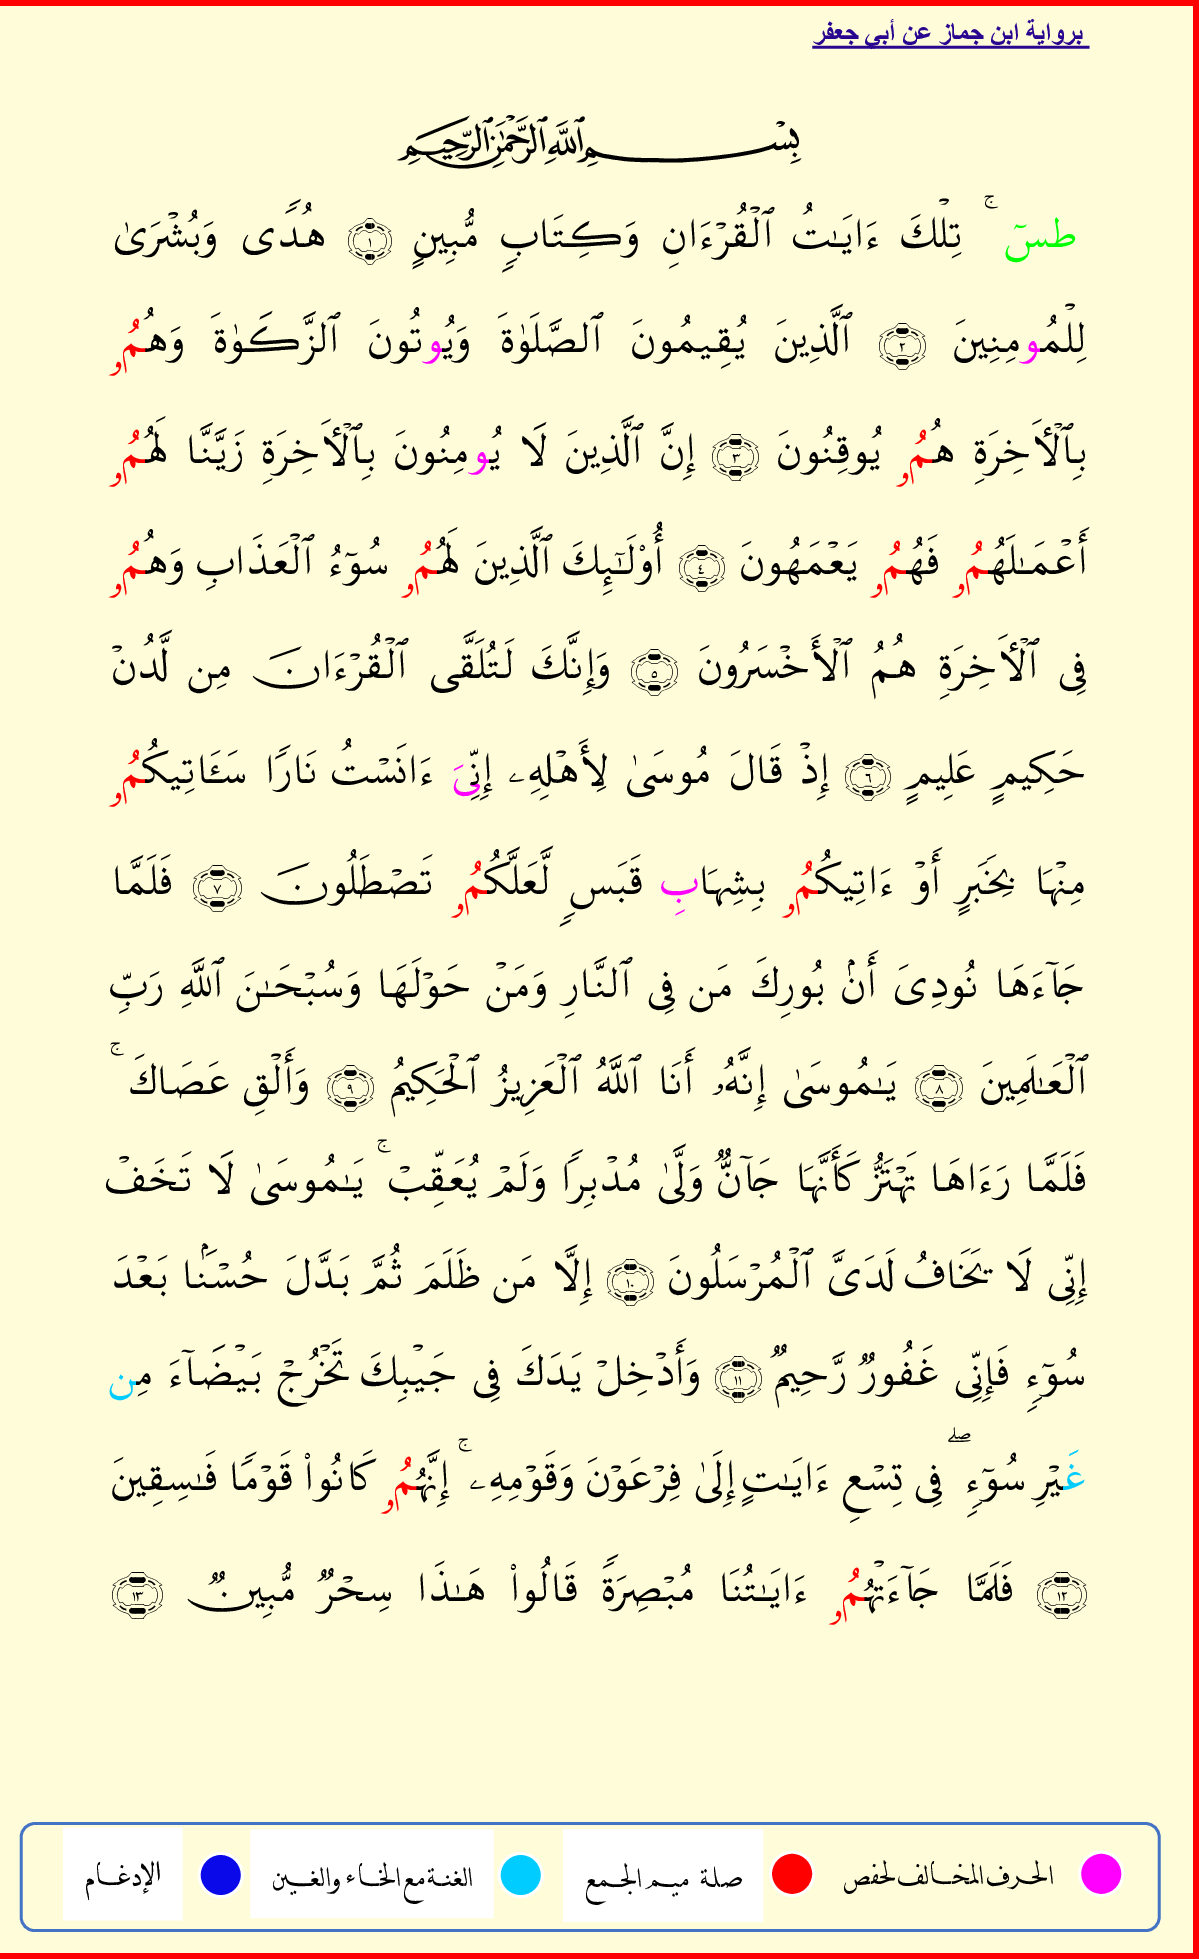 برواية ابن جماز عن أبي جعفر
بِسْمِ ٱللَّهِ ٱلرَّحْمَٰنِ ٱلرَّحِيمِ
طسٓ ۚ تِلْكَ ءَايَـٰتُ ٱلْقُرْءَانِ وَكِتَابٍ مُّبِينٍ ١ هُدًى وَبُشْرَىٰ
لِلْمُومِنِينَ ٢ ٱلَّذِينَ يُقِيمُونَ ٱلصَّلَوٰةَ وَيُوتُونَ ٱلزَّكَوٰةَ وَهُمُۥ
بِٱلْأَخِرَةِ هُمُۥ يُوقِنُونَ ٣ إِنَّ ٱلَّذِينَ لَا يُومِنُونَ بِٱلْأَخِرَةِ زَيَّنَّا لَهُمُۥ
أَعْمَـٰلَهُمُۥ فَهُمُۥ يَعْمَهُونَ ٤ أُوْلَـٰٓئِكَ ٱلَّذِينَ لَهُمُۥ سُوٓءُ ٱلْعَذَابِ وَهُمُۥ
فِى ٱلْأَخِرَةِ هُمُ ٱلْأَخْسَرُونَ ٥ وَإِنَّكَ لَتُلَقَّى ٱلْقُرْءَانَ مِن لَّدُنْ
حَكِيمٍ عَلِيمٍ ٦ إِذْ قَالَ مُوسَىٰ لِأَهْلِهِۦ إِنِّىَ ءَانَسْتُ نَارًا سَـَٔاتِيكُمُۥ
مِنْهَا بِخَبَرٍ أَوْ ءَاتِيكُمُۥ بِشِهَابِ قَبَسٍ لَّعَلَّكُمُۥ تَصْطَلُونَ ٧ فَلَمَّا
جَآءَهَا نُودِىَ أَنۢ بُورِكَ مَن فِى ٱلنَّارِ وَمَنْ حَوْلَهَا وَسُبْحَـٰنَ ٱللَّهِ رَبِّ
ٱلْعَـٰلَمِينَ ٨ يَـٰمُوسَىٰ إِنَّهُۥ أَنَا ٱللَّهُ ٱلْعَزِيزُ ٱلْحَكِيمُ ٩ وَأَلْقِ عَصَاكَ ۚ
فَلَمَّا رَءَاهَا تَهْتَزُّ كَأَنَّهَا جَآنٌّ وَلَّىٰ مُدْبِرًا وَلَمْ يُعَقِّبْ ۚ يَـٰمُوسَىٰ لَا تَخَفْ
إِنِّى لَا يَخَافُ لَدَىَّ ٱلْمُرْسَلُونَ ١٠ إِلَّا مَن ظَلَمَ ثُمَّ بَدَّلَ حُسْنَۢا بَعْدَ
سُوٓءٍ فَإِنِّى غَفُورٌ رَّحِيمٌ ١١ وَأَدْخِلْ يَدَكَ فِى جَيْبِكَ تَخْرُجْ بَيْضَآءَ مِن
غَيْرِ سُوٓءٍ ۖ فِى تِسْعِ ءَايَـٰتٍ إِلَىٰ فِرْعَوْنَ وَقَوْمِهِۦ ۚ إِنَّهُمُۥ كَانُوا۟ قَوْمًا فَـٰسِقِينَ
١٢ فَلَمَّا جَآءَتْهُمُۥ ءَايَـٰتُنَا مُبْصِرَةً قَالُوا۟ هَـٰذَا سِحْرٌ مُّبِينٌ ١٣
الحرف المخالف لحفص صلة ميم الجمع الغنة مع الخاء والغين الإدغام